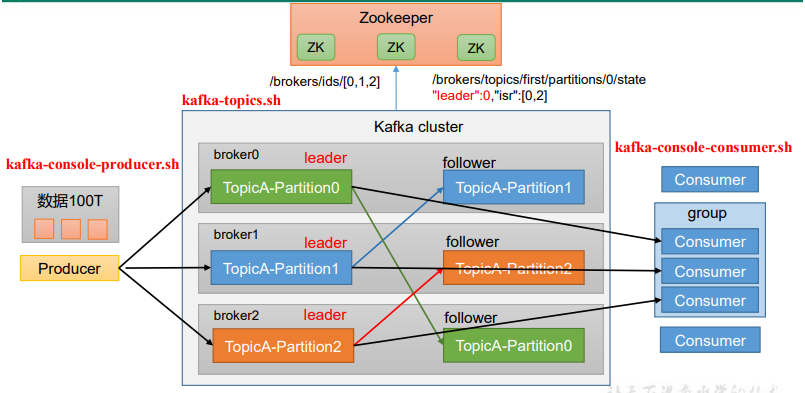 Zookeeper
ZK ZK ZK
/brokers/ids/[0,1,2]
/brokers/topics/first/partitions/0/state
"leader":0,"isr":[0,2]
kafka-topics.sh
Kafka cluster
kafka-console-producer.sh
kafka-console-consumer.sh
数据100T
Producer
broker0
leader
follower
TopicA-Partition0
TopicA-Partition1
broker1
leader
follower
TopicA-Partition1
TopicA-Partition2
broker2
leader
follower
TopicA-Partition2
TopicA-Partition0
Consumer
group
Consumer
Consumer
Consumer
Consumer